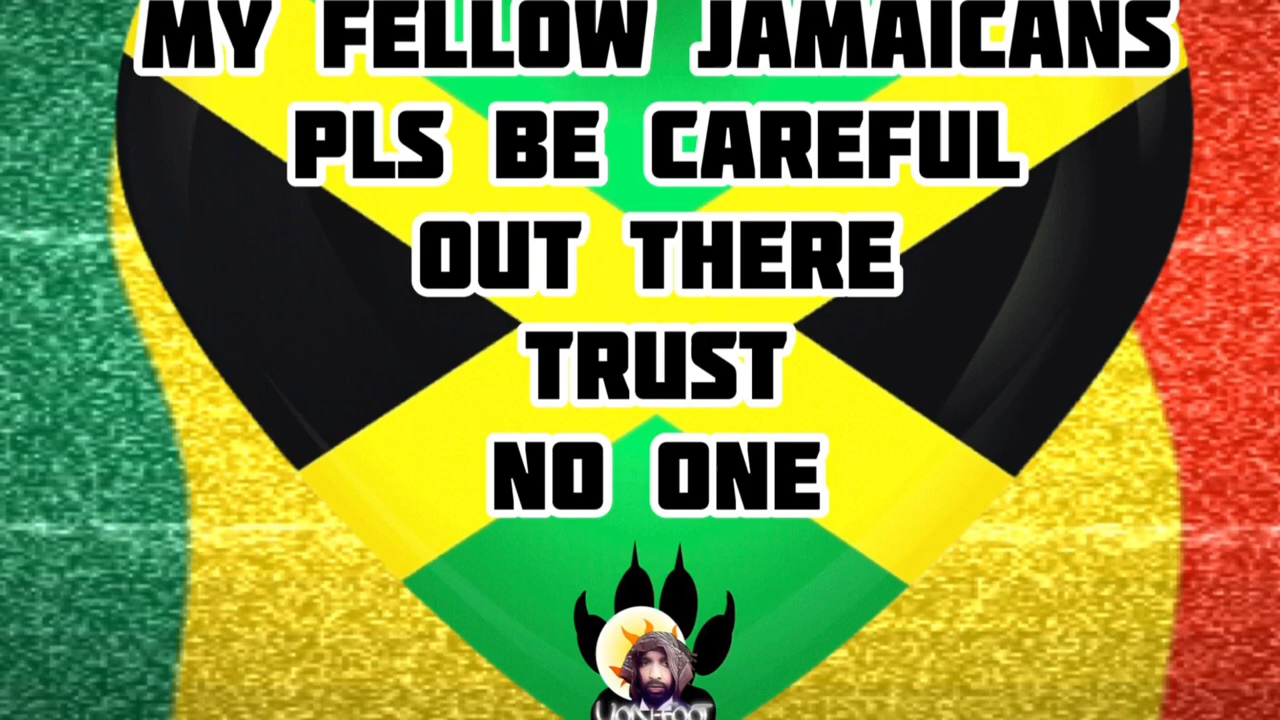 MY FELLOW JAMAICANS
PLS BE CAREFUL
OUT THERE
TRUST
NO ONE